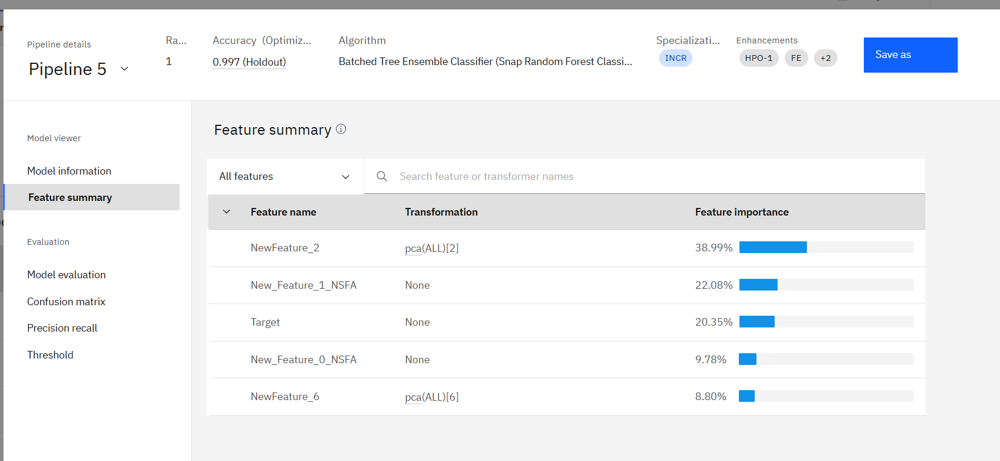 Pipeline details
Pipeline 5
Ra...
1
Accuracy (Optimiz...
0.997 (Holdout)
Algorithm
Batched Tree Ensemble Classifier (Snap Random Forest Classi...
Specializati...
INCR
Enhancements
HPO-1 FE +2
Save as
Model viewer
Model information
Feature summary
Evaluation
Model evaluation
Confusion matrix
Precision recall
Threshold
Feature summary
All features
Search feature or transformer names
Feature name Transformation Feature importance
NewFeature_2 pca(ALL)[2] 38.99%
New_Feature_1_NSFA None 22.08%
Target None 20.35%
New_Feature_0_NSFA None 9.78%
NewFeature_6 pca(ALL)[6] 8.80%